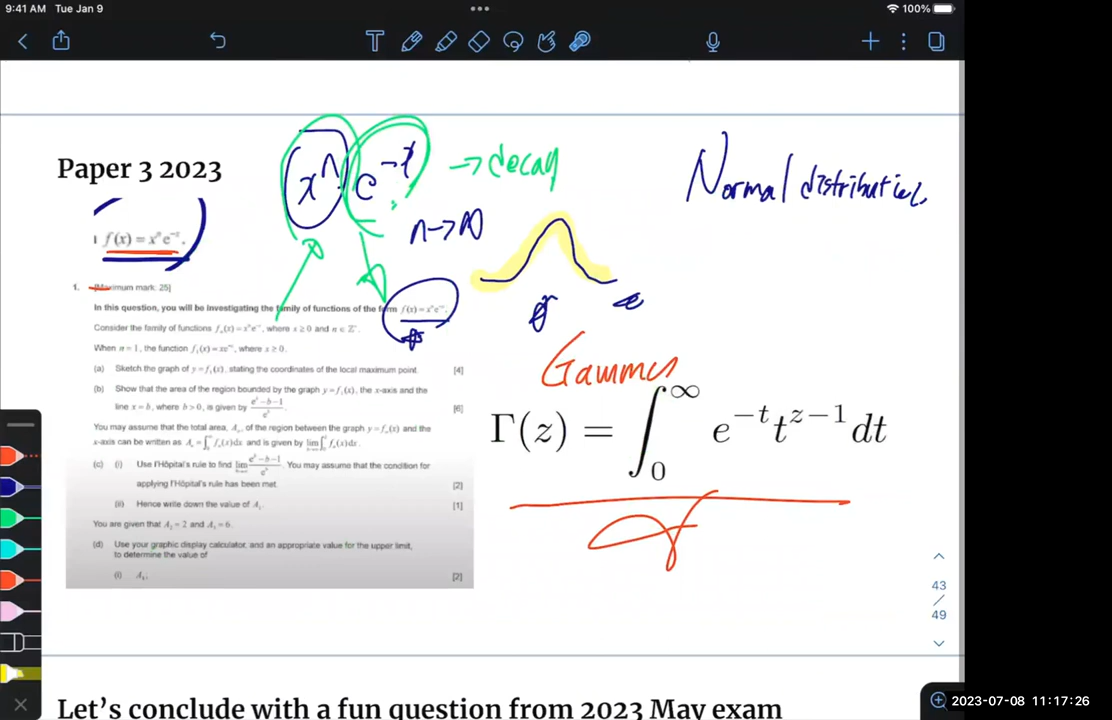 9:41 AM Tue Jan 9
100%
Paper 3 2023
xⁿ e⁻ˣ → decay
n→∞
Normal distribution
1 f(x) = xⁿe⁻ˣ.
1. [Maximum mark: 25]
In this question, you will be investigating the family of functions of the form f(x) = xⁿe⁻ˣ.
Consider the family of functions fₙ(x) = xⁿe⁻ˣ, where x ≥ 0 and n ∈ ℤ⁺.
When n = 1, the function f₁(x) = xe⁻ˣ, where x ≥ 0.
(a) Sketch the graph of y = f₁(x), stating the coordinates of the local maximum point. [4]
(b) Show that the area of the region bounded by the graph y = f₁(x), the x-axis and the
line x = b, where b > 0, is given by (eᵇ − b − 1)/eᵇ. [6]
You may assume that the total area, Aₙ, of the region between the graph y = fₙ(x) and the
x-axis can be written as Aₙ = ∫₀^∞ fₙ(x)dx and is given by lim ∫₀ᵇ fₙ(x)dx.
(c) (i) Use l'Hôpital's rule to find lim (eᵇ − b − 1)/eᵇ. You may assume that the condition for
applying l'Hôpital's rule has been met. [2]
(ii) Hence write down the value of A₁. [1]
You are given that A₂ = 2 and A₃ = 6.
(d) Use your graphic display calculator, and an appropriate value for the upper limit,
to determine the value of
(i) A₄; [2]
Γ(z) = ∫₀^∞ e⁻ᵗtᶻ⁻¹dt
43
/
49
Let's conclude with a fun question from 2023 May exam
2023-07-08 11:17:26